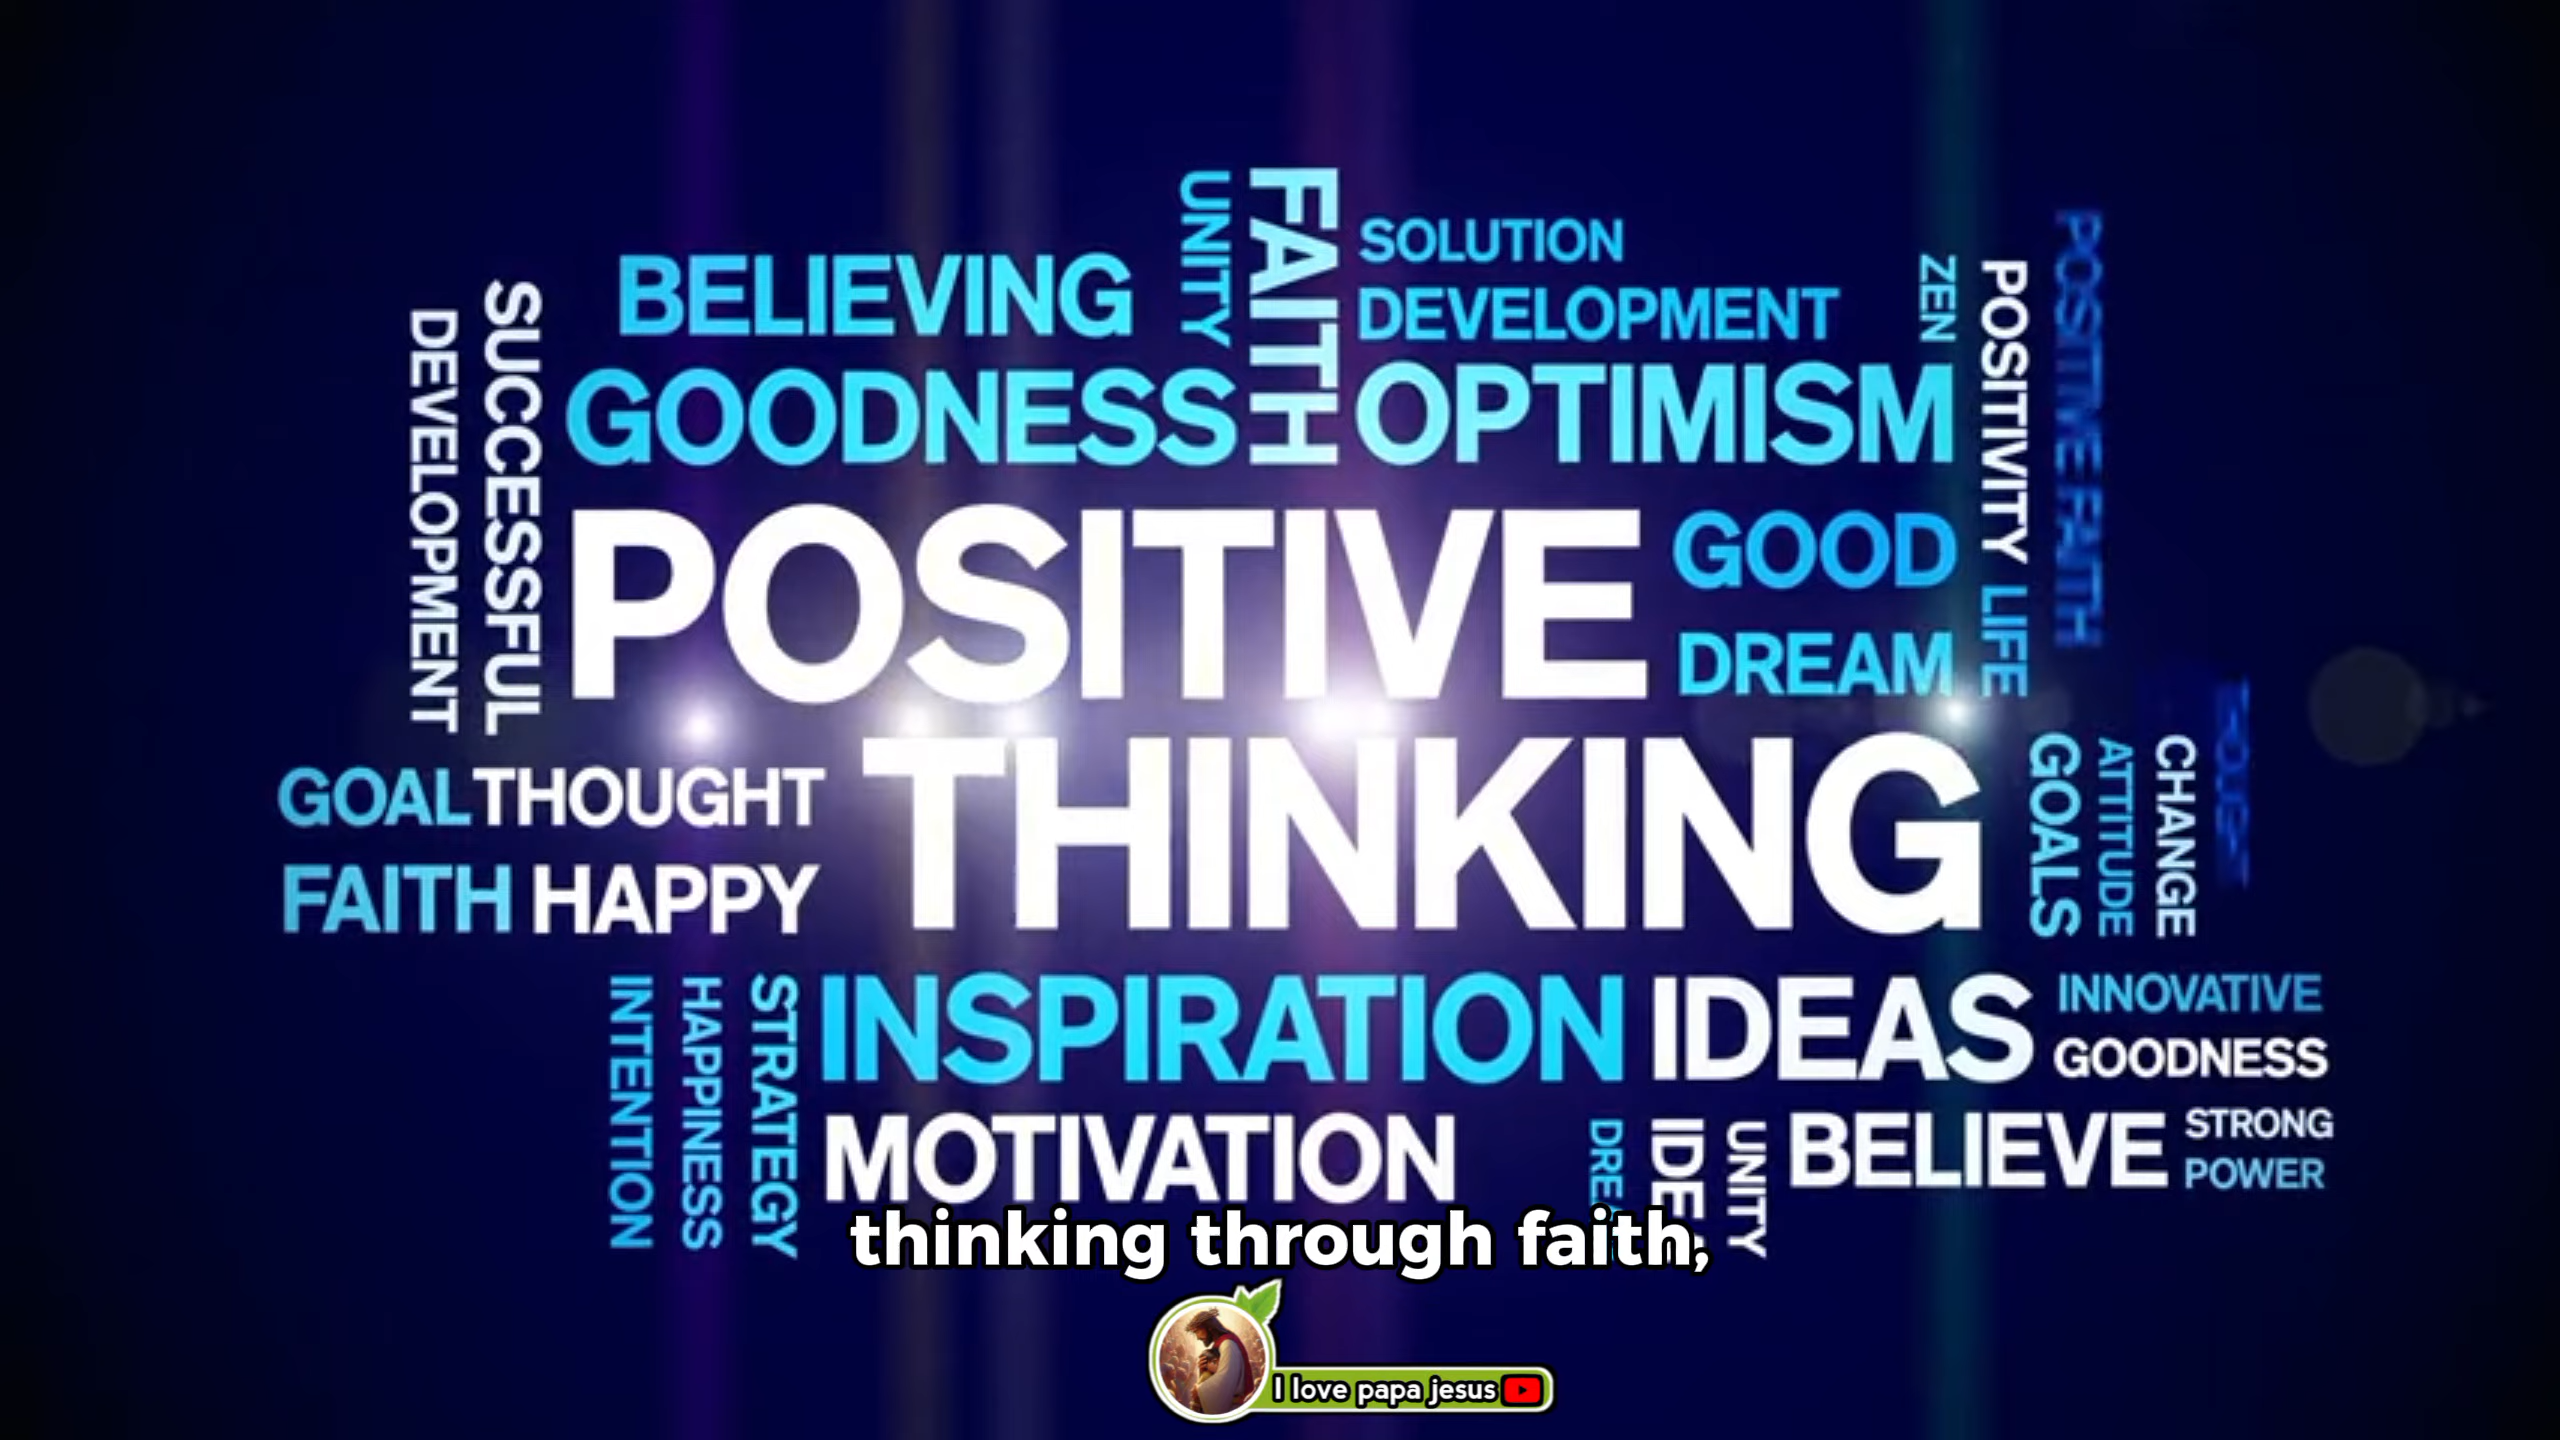 UNITY
FAITH
SOLUTION
BELIEVING
DEVELOPMENT
ZEN
POSITIVITY
POSITIVE FAITH
DEVELOPMENT
SUCCESSFUL
GOODNESS
OPTIMISM
POSITIVE
GOOD
DREAM
LIFE
GOAL THOUGHT
THINKING
GOALS
ATTITUDE
CHANGE
FAITH HAPPY
INTENTION
HAPPINESS
STRATEGY
INSPIRATION
IDEAS
INNOVATIVE
GOODNESS
MOTIVATION
UNITY
BELIEVE
STRONG
POWER
thinking through faith,
I love papa jesus